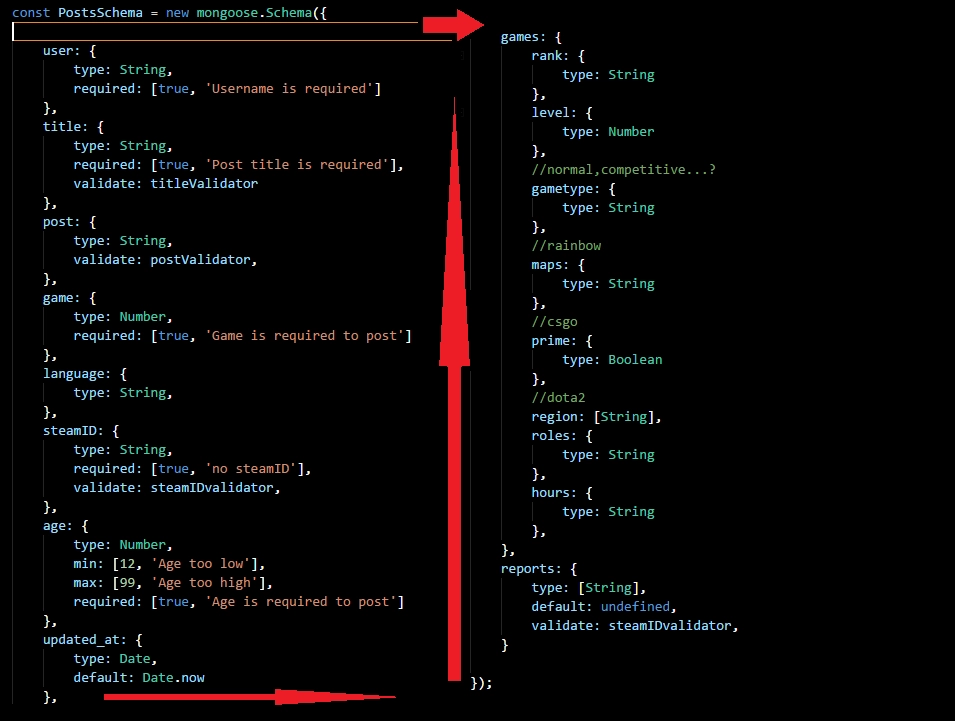 const PostsSchema = new mongoose.Schema({
user: {
type: String,
required: [true, 'Username is required']
},
title: {
type: String,
required: [true, 'Post title is required'],
validate: titleValidator
},
post: {
type: String,
validate: postValidator,
},
game: {
type: Number,
required: [true, 'Game is required to post']
},
language: {
type: String,
},
steamID: {
type: String,
required: [true, 'no steamID'],
validate: steamIDvalidator,
},
age: {
type: Number,
min: [12, 'Age too low'],
max: [99, 'Age too high'],
required: [true, 'Age is required to post']
},
updated_at: {
type: Date,
default: Date.now
},
games: {
rank: {
type: String
},
level: {
type: Number
},
//normal,competitive...?
gametype: {
type: String
},
//rainbow
maps: {
type: String
},
//csgo
prime: {
type: Boolean
},
//dota2
region: [String],
roles: {
type: String
},
hours: {
type: String
},
},
reports: {
type: [String],
default: undefined,
validate: steamIDvalidator,
}
});